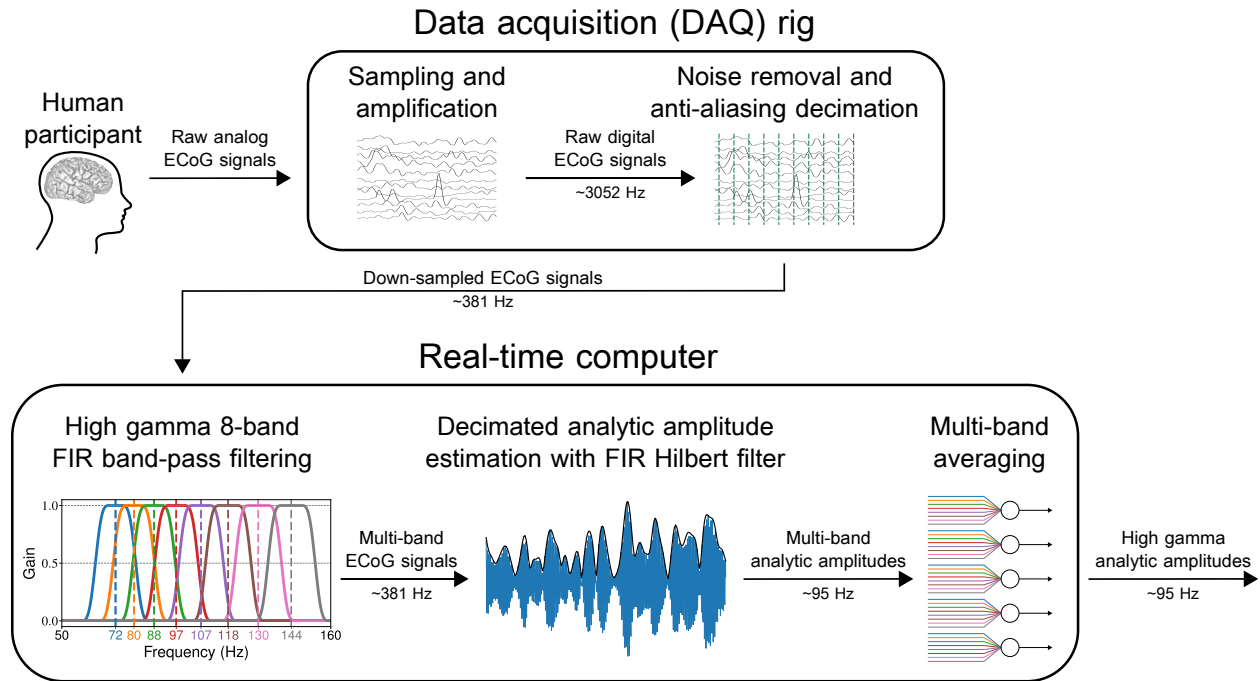 Data acquisition (DAQ) rig
Human
participant
Raw analog
ECoG signals
Sampling and
amplification
Raw digital
ECoG signals
~3052 Hz
Noise removal and
anti-aliasing decimation
Down-sampled ECoG signals
~381 Hz
Real-time computer
High gamma 8-band
FIR band-pass filtering
1.0
0.5
0.0
Gain
50 72 80 88 97 107 118 130 144 160
Frequency (Hz)
Multi-band
ECoG signals
~381 Hz
Decimated analytic amplitude
estimation with FIR Hilbert filter
Multi-band
analytic amplitudes
~95 Hz
Multi-band
averaging
High gamma
analytic amplitudes
~95 Hz